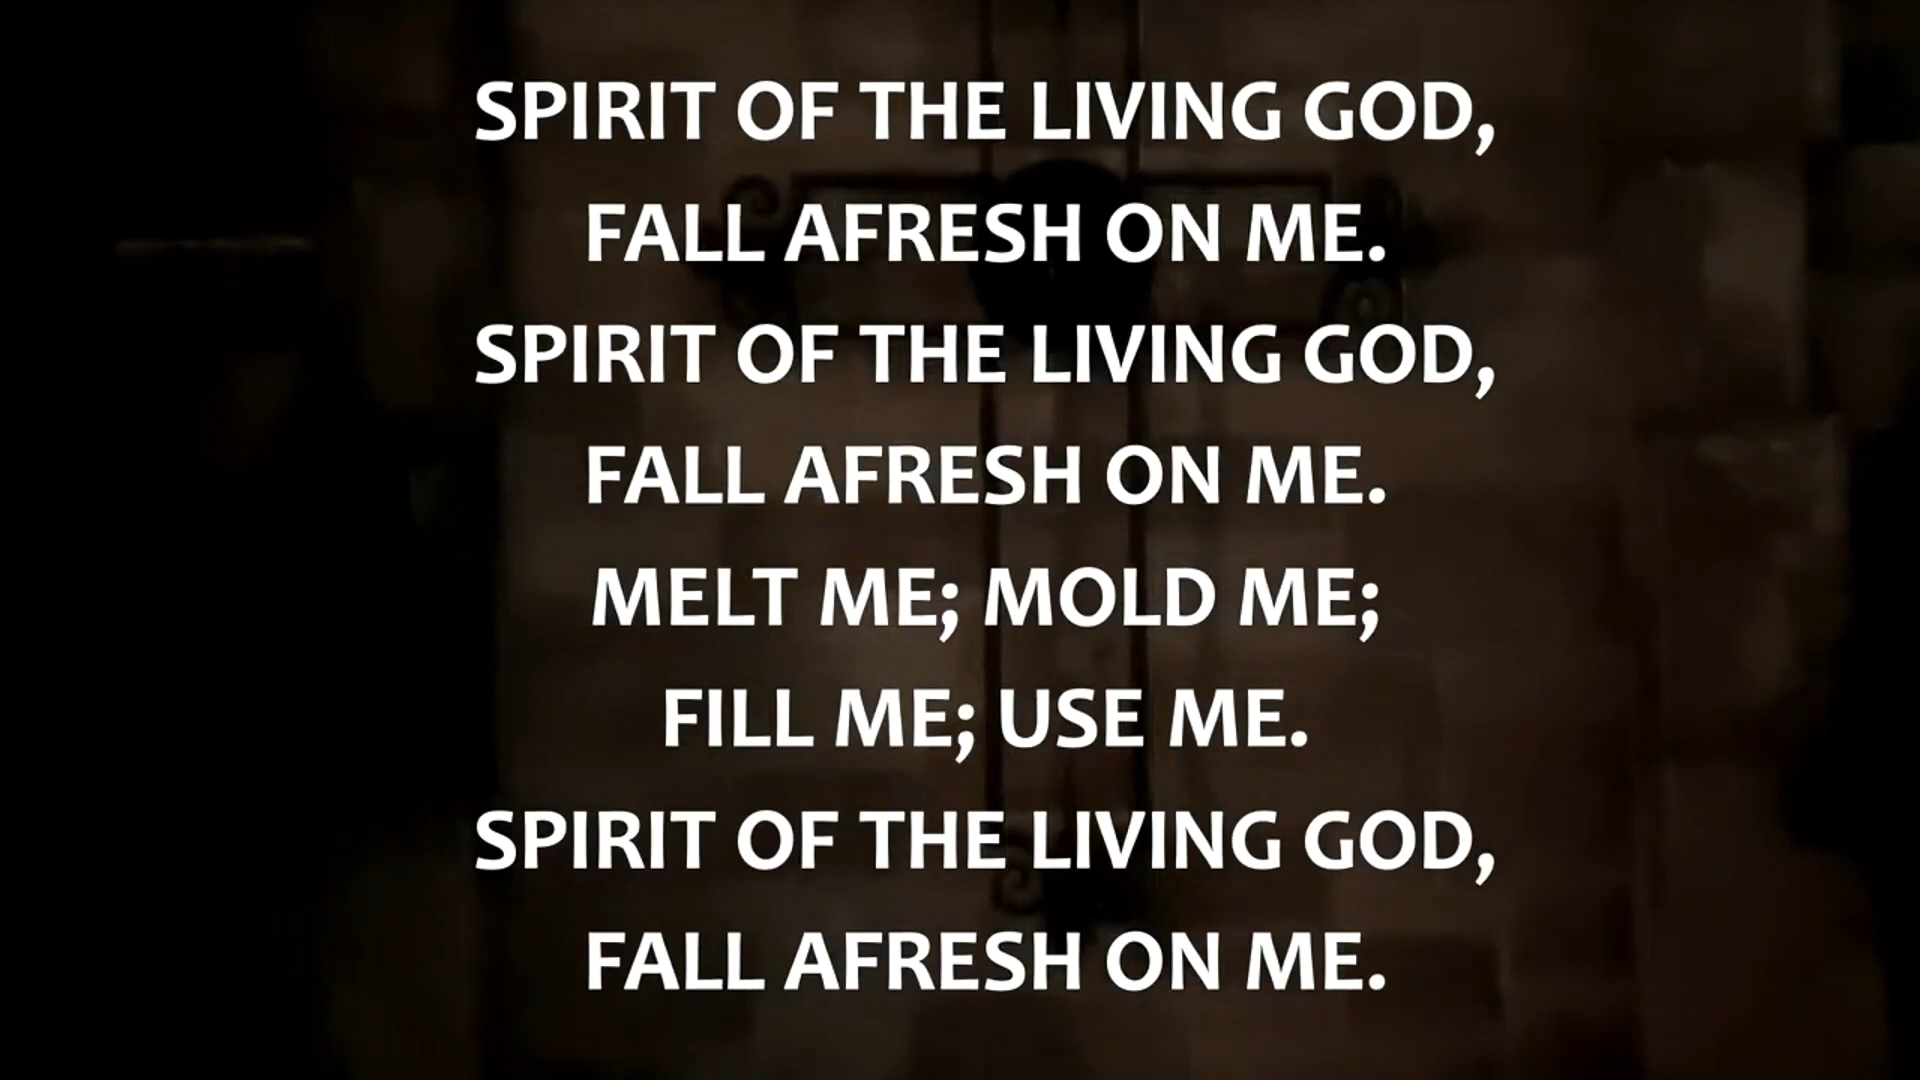 SPIRIT OF THE LIVING GOD,
FALL AFRESH ON ME.
SPIRIT OF THE LIVING GOD,
FALL AFRESH ON ME.
MELT ME; MOLD ME;
FILL ME; USE ME.
SPIRIT OF THE LIVING GOD,
FALL AFRESH ON ME.